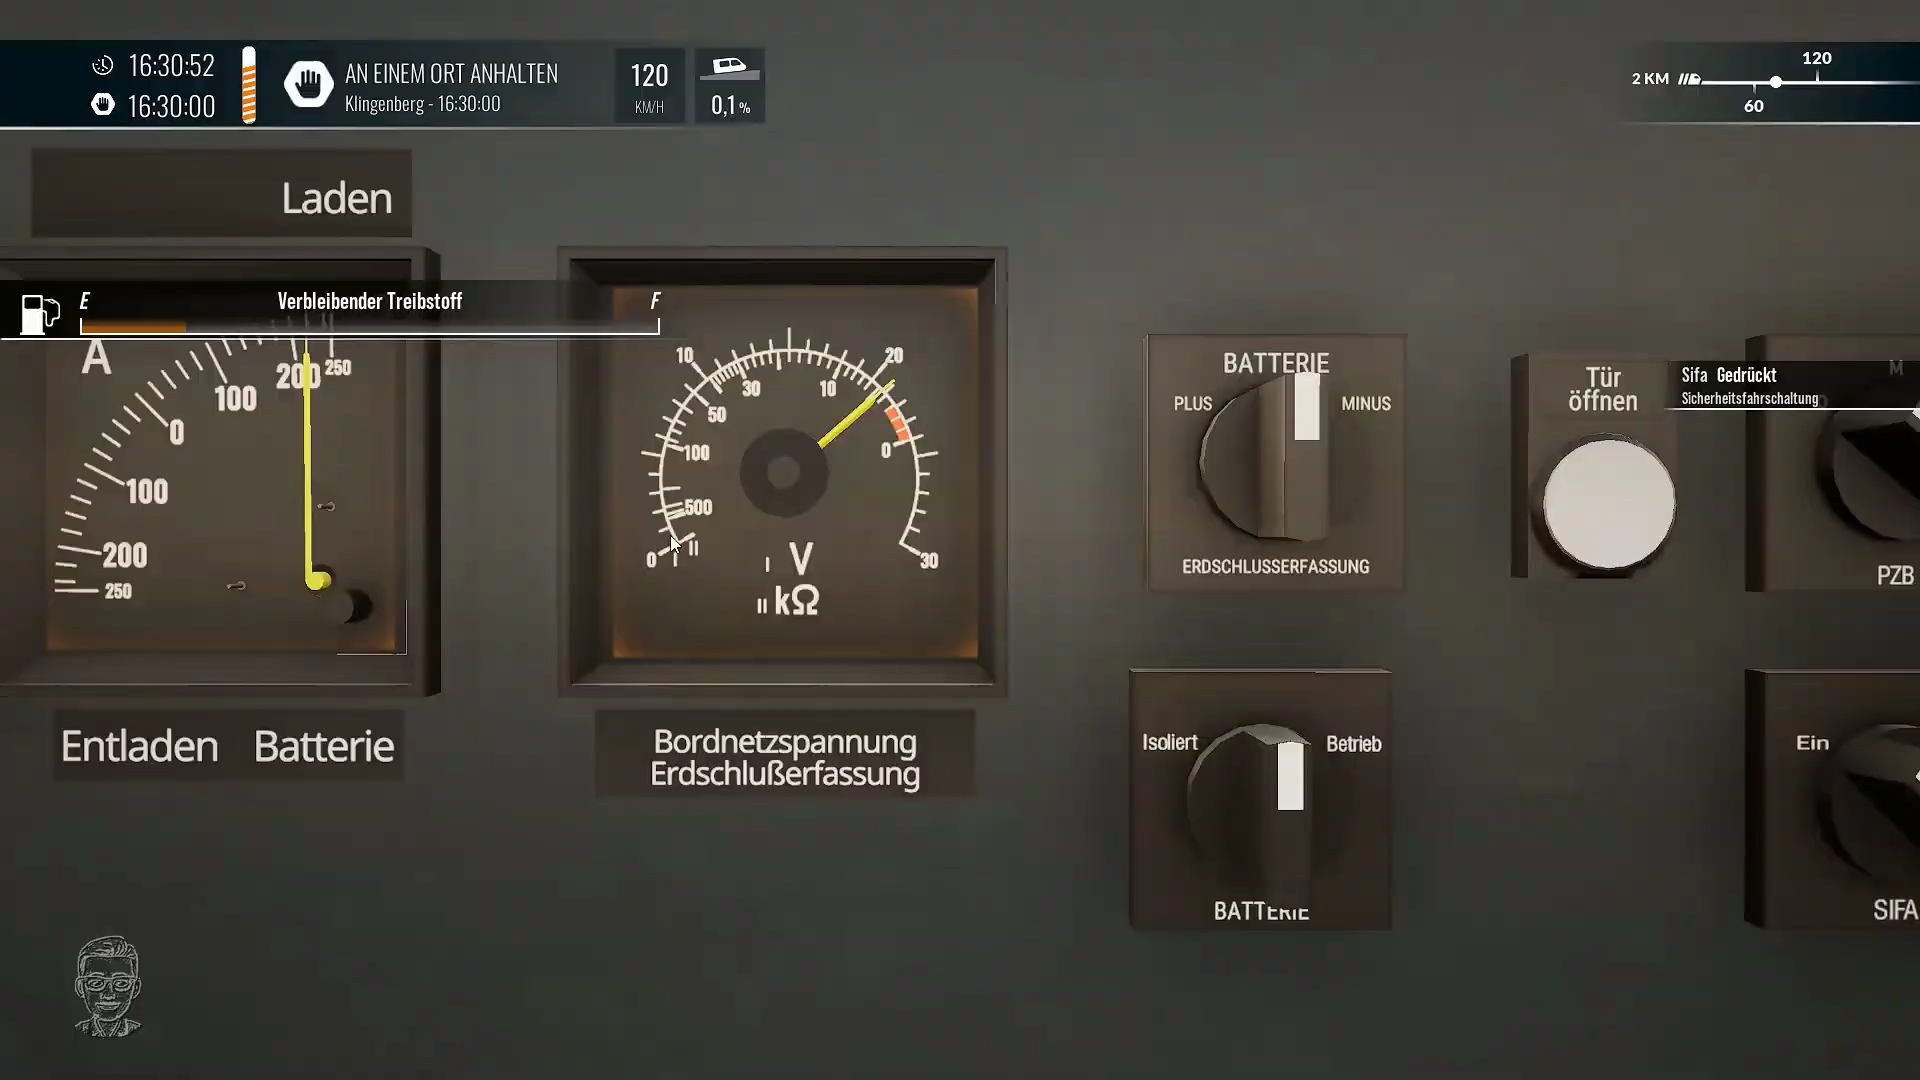 16:30:52
16:30:00
AN EINEM ORT ANHALTEN
Klingenberg - 16:30:00
120
KM/H
0,1%
2 KM
120
60
Laden
E
Verbleibender Treibstoff
F
A
250
200
100
0
100
200
250
10
20
30
10
50
100
0
500
0
I
II
30
I V
II kΩ
Entladen Batterie
Bordnetzspannung
Erdschlußerfassung
BATTERIE
PLUS
MINUS
ERDSCHLUSSERFASSUNG
Isoliert
Betrieb
BATTERIE
Tür
öffnen
Sifa Gedrückt
Sicherheitsfahrschaltung
M
PZB
Ein
SIFA